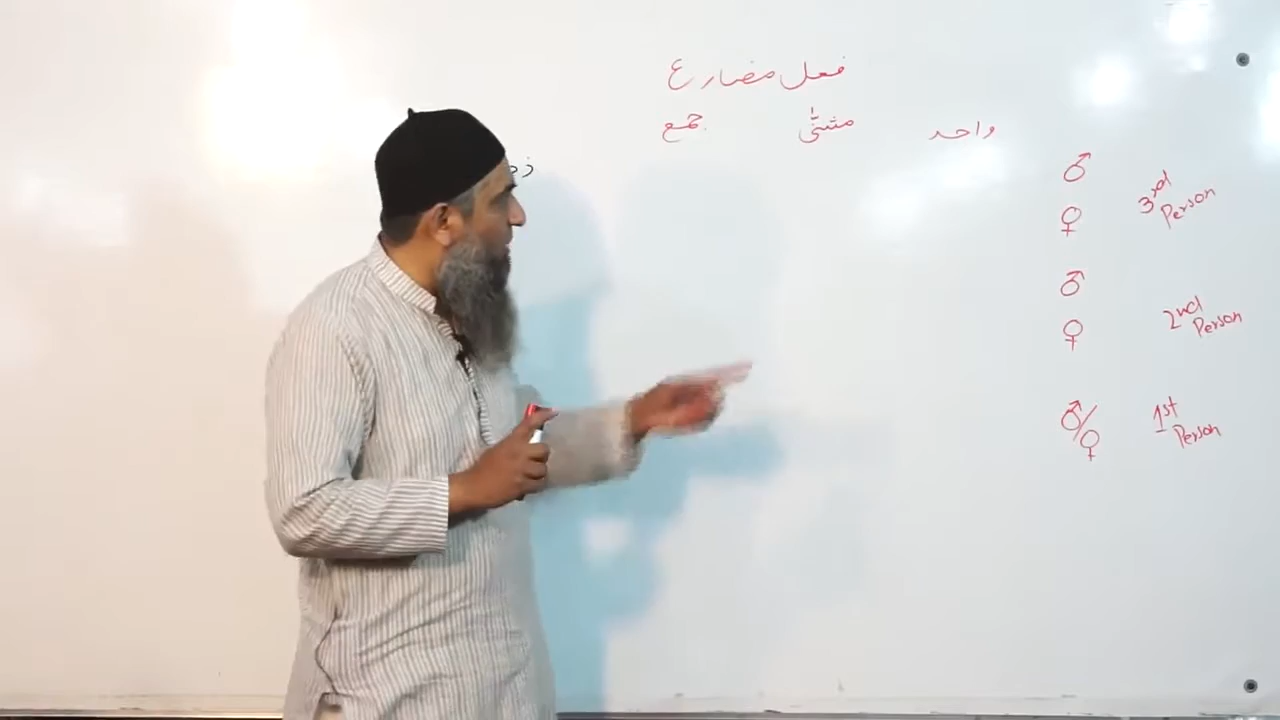 فعل مضارع
واحد مثنّٰی جمع
♂ 3rd Person
♀
♂ 2nd Person
♀
♂/♀ 1st Person